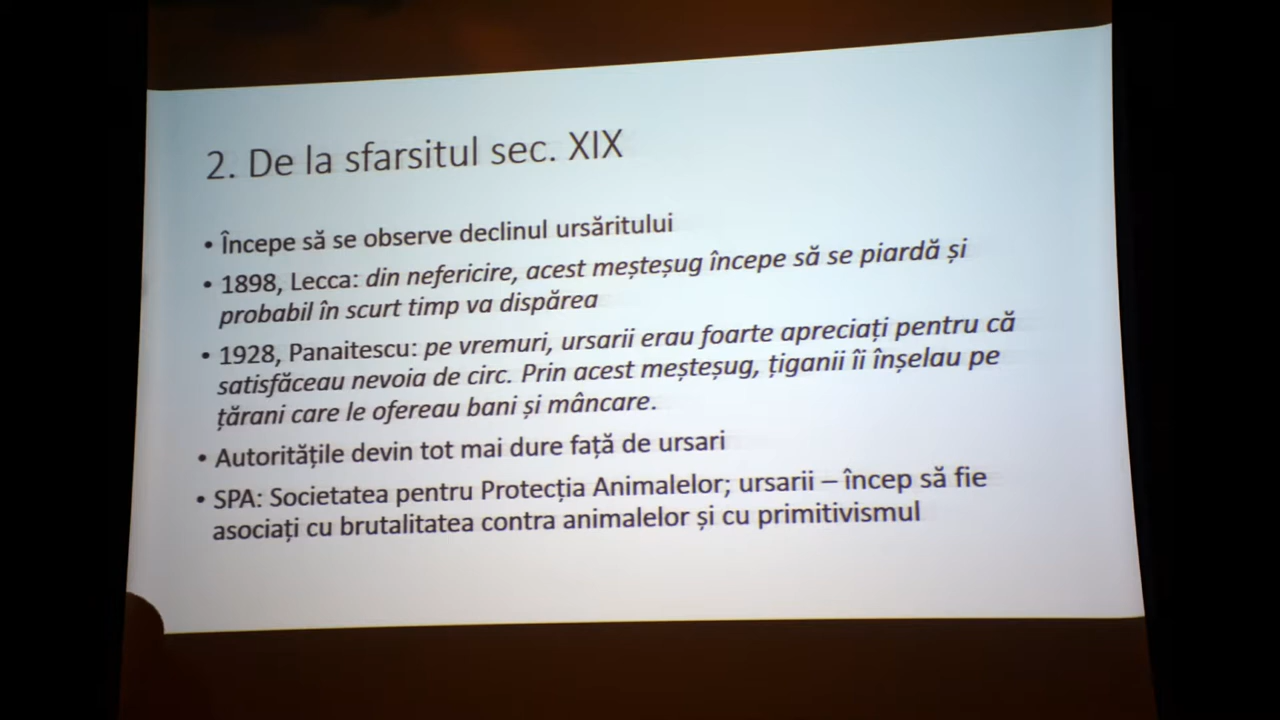 2. De la sfarsitul sec. XIX
• Începe să se observe declinul ursăritului
• 1898, Lecca: din nefericire, acest meșteșug începe să se piardă și
probabil în scurt timp va dispărea
• 1928, Panaitescu: pe vremuri, ursarii erau foarte apreciați pentru că
satisfăceau nevoia de circ. Prin acest meșteșug, țiganii îi înșelau pe
țărani care le ofereau bani și mâncare.
• Autoritățile devin tot mai dure față de ursari
• SPA: Societatea pentru Protecția Animalelor; ursarii – încep să fie
asociați cu brutalitatea contra animalelor și cu primitivismul